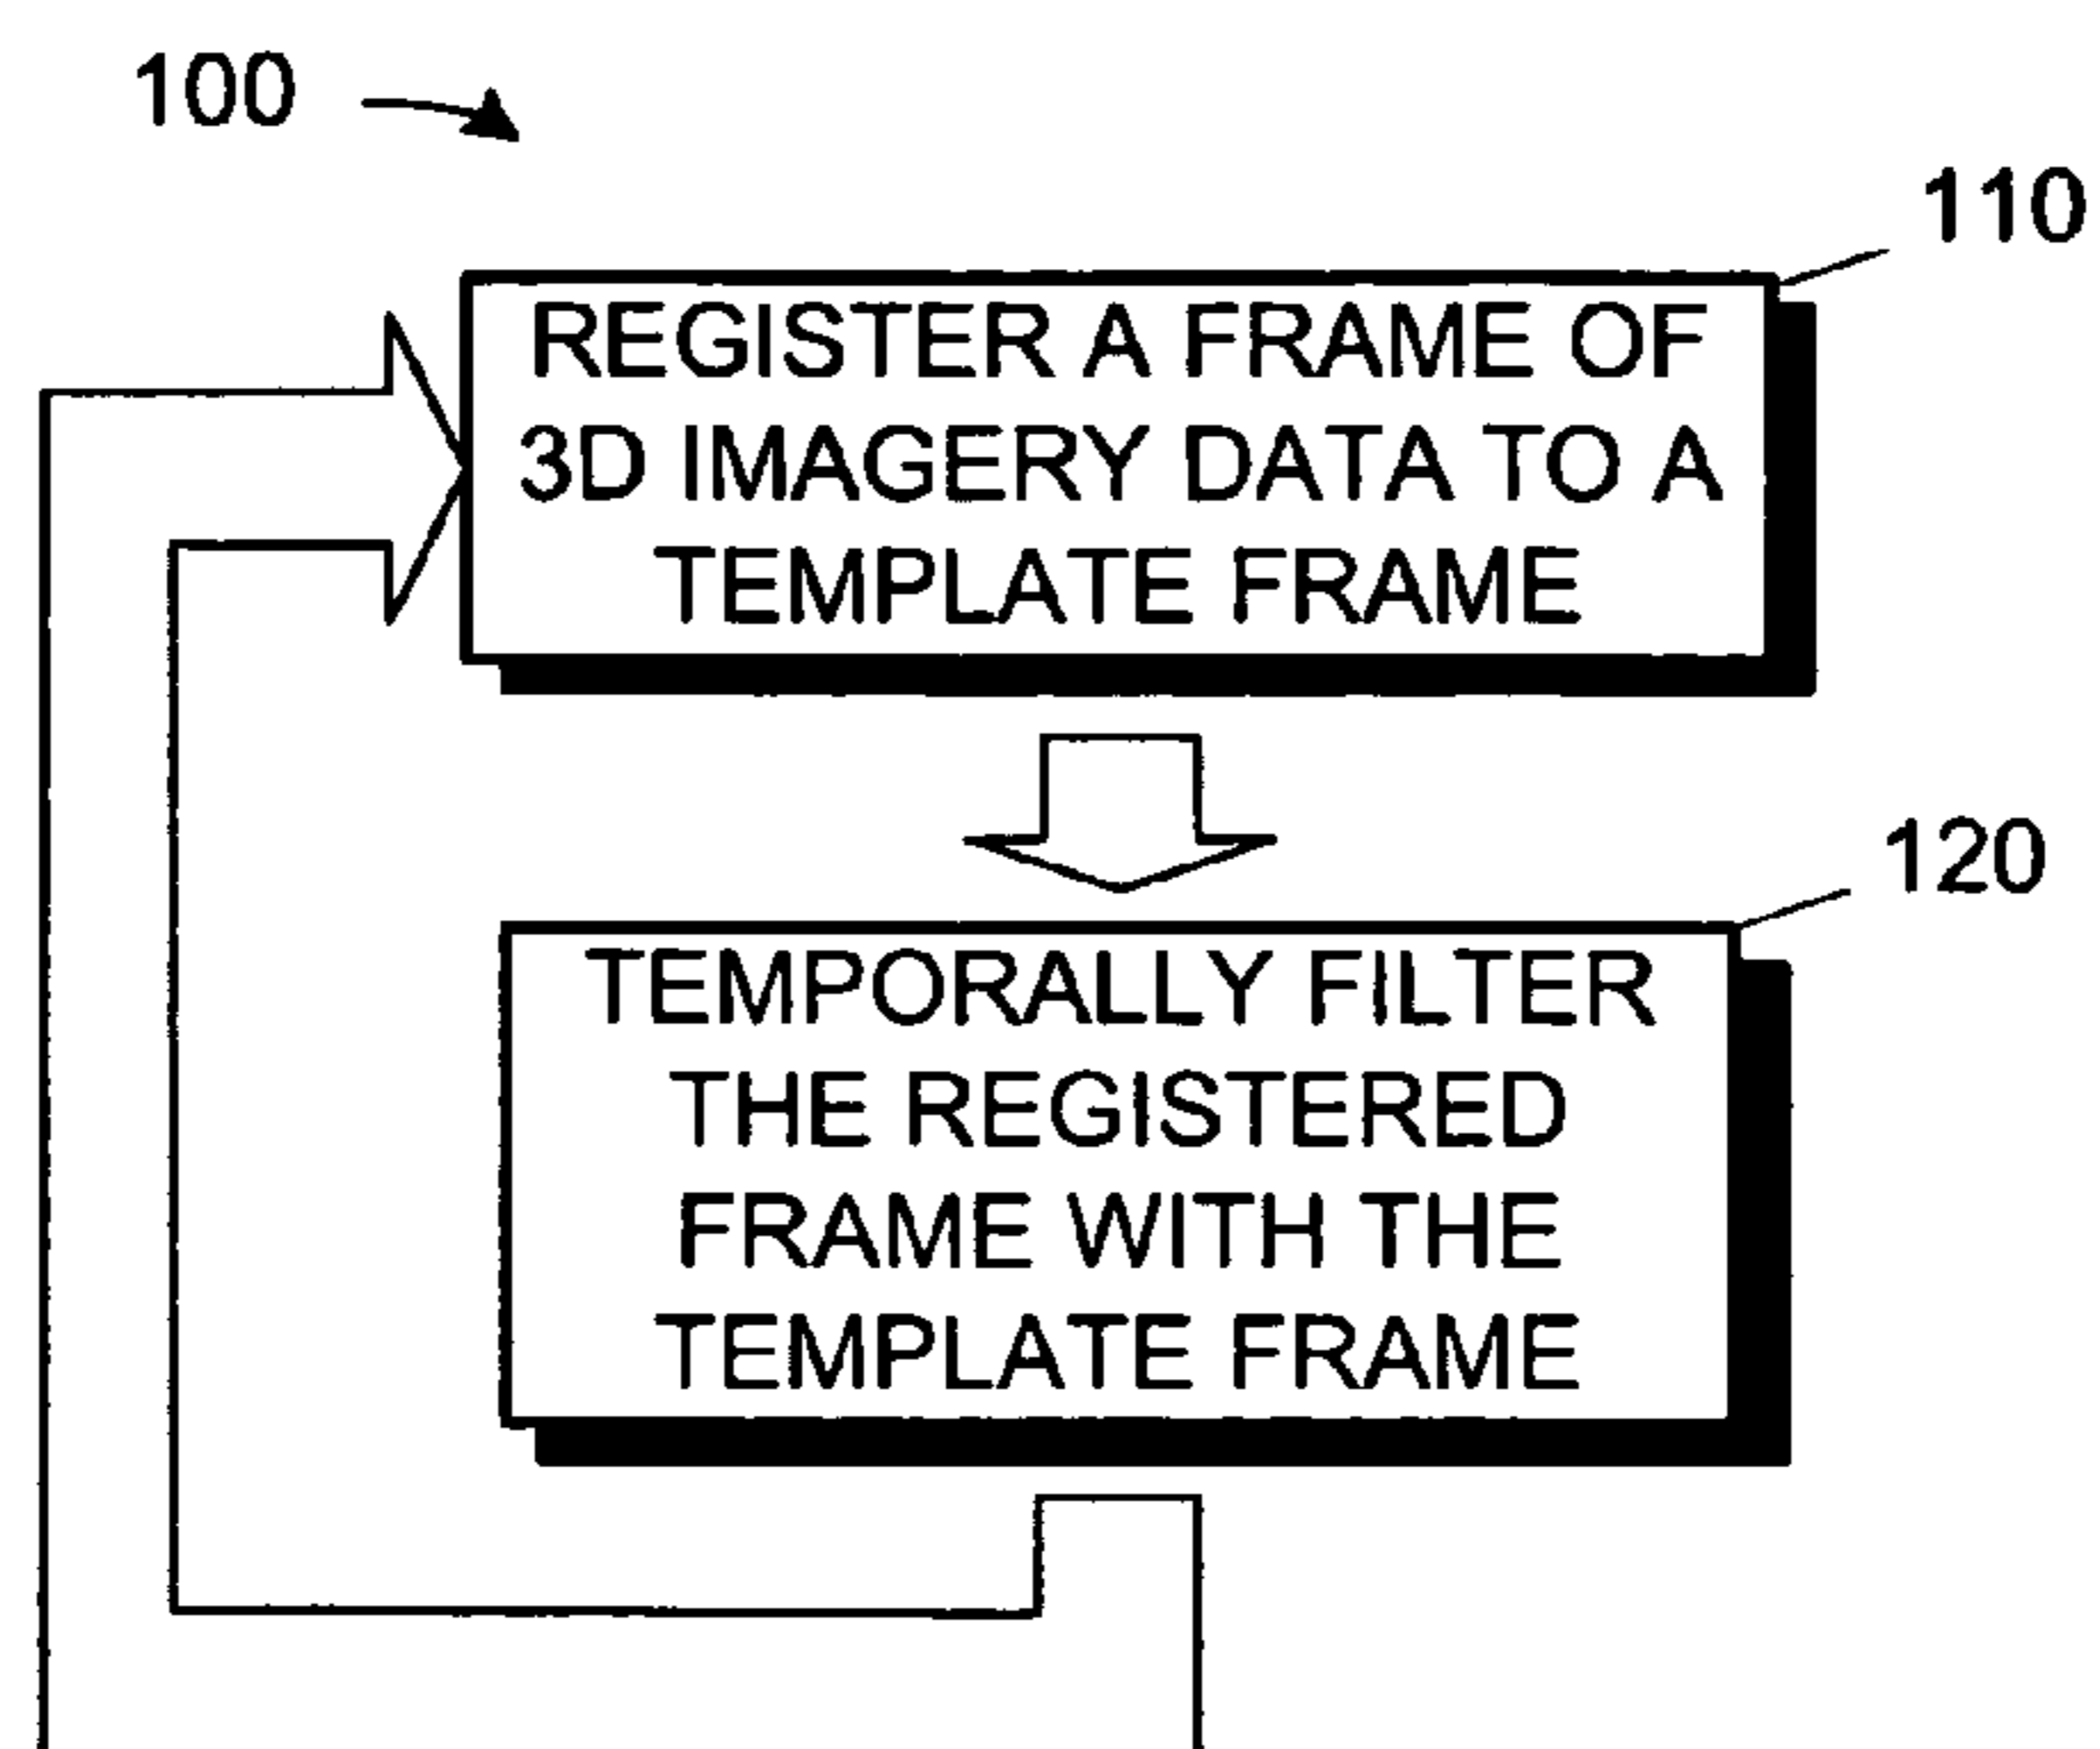 100
110
REGISTER A FRAME OF
3D IMAGERY DATA TO A
TEMPLATE FRAME
120
TEMPORALLY FILTER
THE REGISTERED
FRAME WITH THE
TEMPLATE FRAME